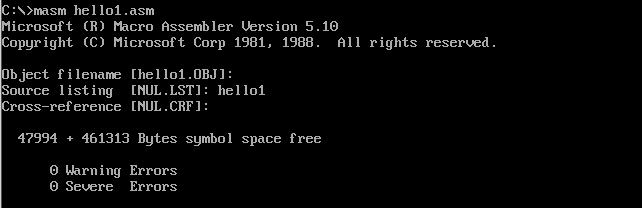 C:\>masm hello1.asm
Microsoft (R) Macro Assembler Version 5.10
Copyright (C) Microsoft Corp 1981, 1988.  All rights reserved.
Object filename [hello1.OBJ]:
Source listing  [NUL.LST]: hello1
Cross-reference [NUL.CRF]:
47994 + 461313 Bytes symbol space free
0 Warning Errors
0 Severe  Errors